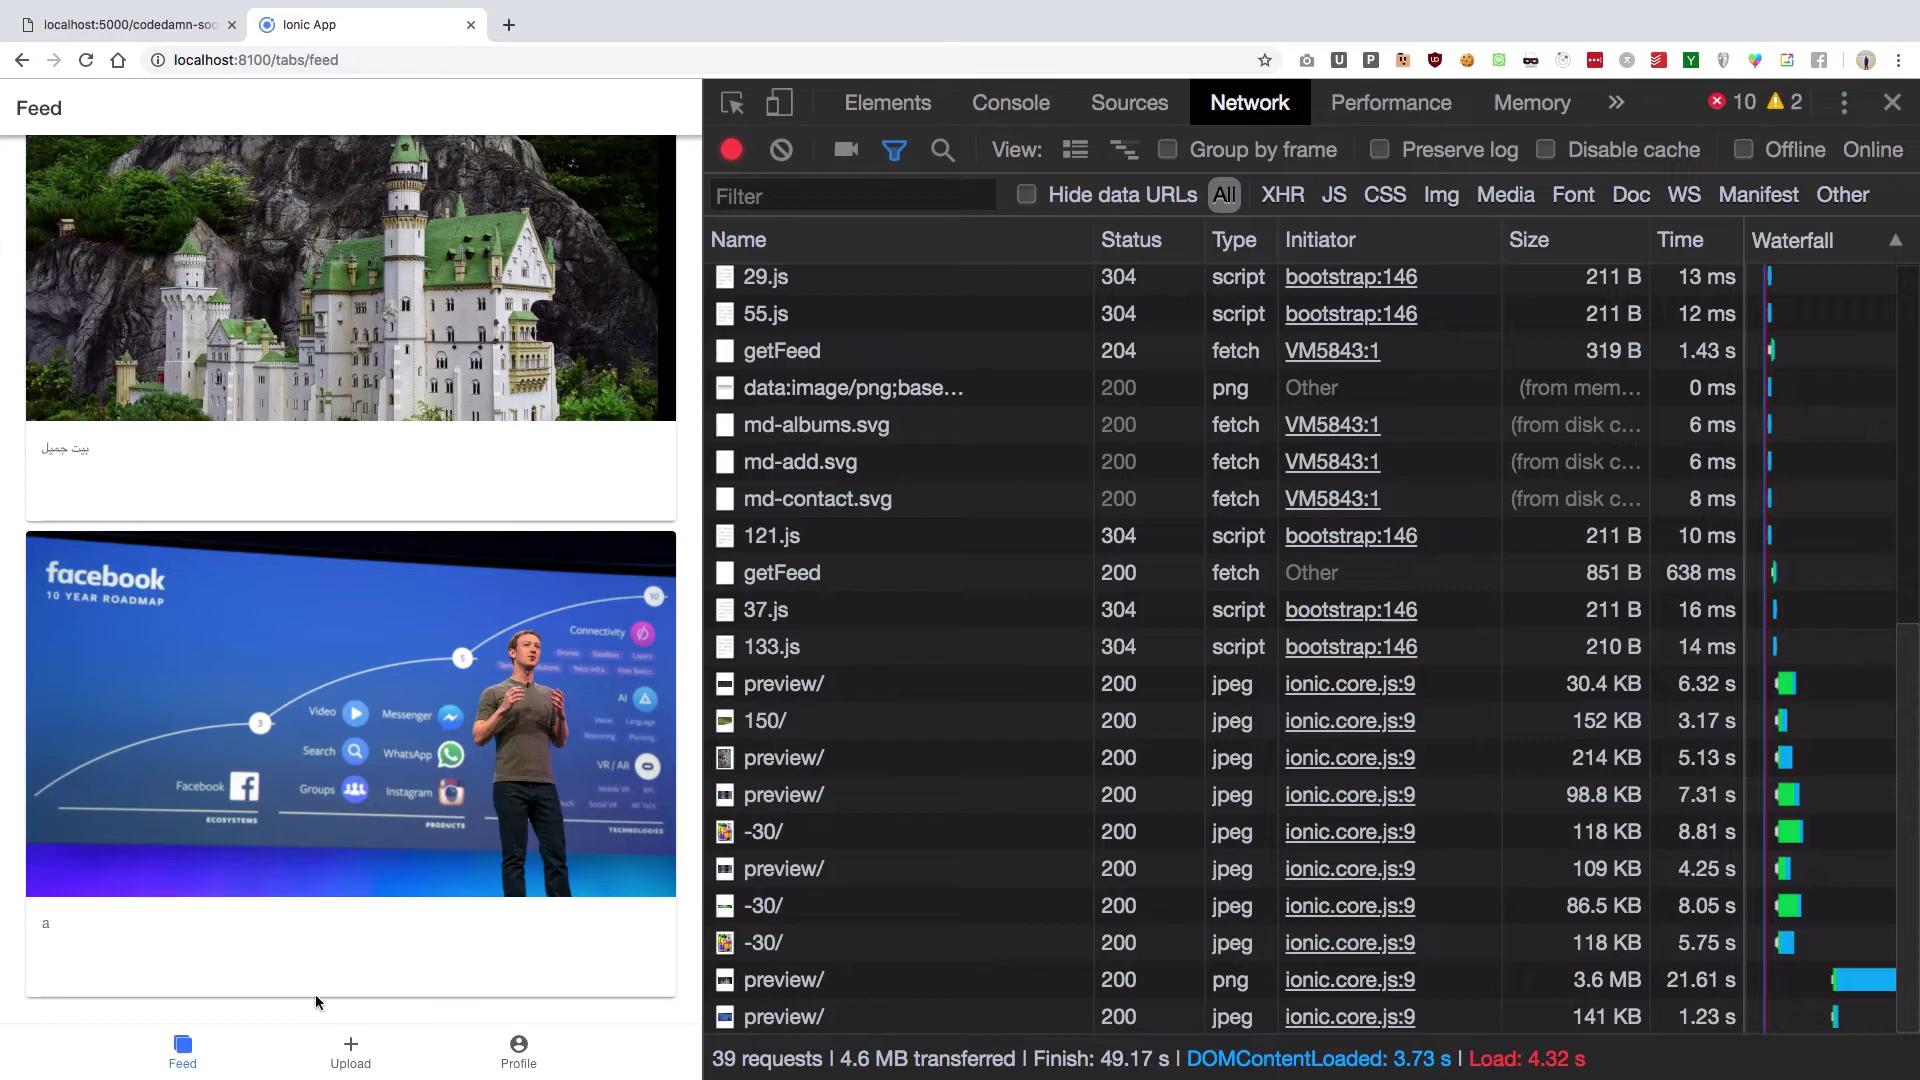 localhost:5000/codedamn-soc
Ionic App
localhost:8100/tabs/feed
Feed
بيت جميل
facebook
10 YEAR ROADMAP
10
Connectivity
5
AI
3
Video
Messenger
Search
WhatsApp
VR / AR
Facebook
Groups
Instagram
ECOSYSTEMS
PRODUCTS
TECHNOLOGIES
a
Feed
Upload
Profile
Elements Console Sources Network Performance Memory 10 2
View: Group by frame Preserve log Disable cache Offline Online
Filter Hide data URLs All XHR JS CSS Img Media Font Doc WS Manifest Other
Name Status Type Initiator Size Time Waterfall
29.js 304 script bootstrap:146 211 B 13 ms
55.js 304 script bootstrap:146 211 B 12 ms
getFeed 204 fetch VM5843:1 319 B 1.43 s
data:image/png;base… 200 png Other (from mem… 0 ms
md-albums.svg 200 fetch VM5843:1 (from disk c… 6 ms
md-add.svg 200 fetch VM5843:1 (from disk c… 6 ms
md-contact.svg 200 fetch VM5843:1 (from disk c… 8 ms
121.js 304 script bootstrap:146 211 B 10 ms
getFeed 200 fetch Other 851 B 638 ms
37.js 304 script bootstrap:146 211 B 16 ms
133.js 304 script bootstrap:146 210 B 14 ms
preview/ 200 jpeg ionic.core.js:9 30.4 KB 6.32 s
150/ 200 jpeg ionic.core.js:9 152 KB 3.17 s
preview/ 200 jpeg ionic.core.js:9 214 KB 5.13 s
preview/ 200 jpeg ionic.core.js:9 98.8 KB 7.31 s
-30/ 200 jpeg ionic.core.js:9 118 KB 8.81 s
preview/ 200 jpeg ionic.core.js:9 109 KB 4.25 s
-30/ 200 jpeg ionic.core.js:9 86.5 KB 8.05 s
-30/ 200 jpeg ionic.core.js:9 118 KB 5.75 s
preview/ 200 png ionic.core.js:9 3.6 MB 21.61 s
preview/ 200 jpeg ionic.core.js:9 141 KB 1.23 s
39 requests | 4.6 MB transferred | Finish: 49.17 s | DOMContentLoaded: 3.73 s | Load: 4.32 s